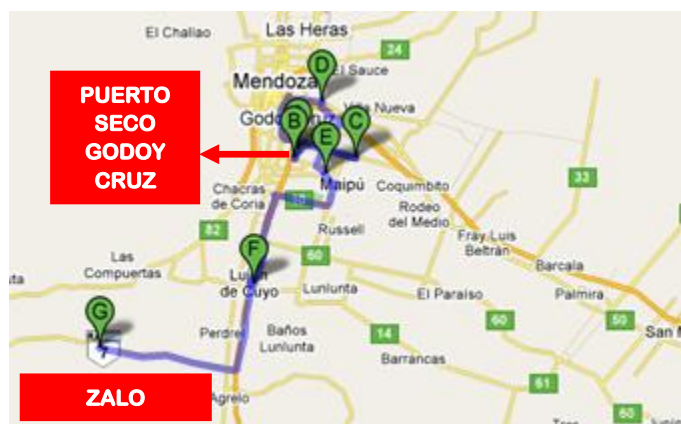 Las Heras
El Challao
24
D
El Sauce
Mendoza
PUERTO
SECO
GODOY
CRUZ
Villa Nueva
B
E
C
Maipú
Coquimbito
33
Chacras
de Coria
Rodeo
del Medio
82
Russell
Fray Luis
Beltrán
F
60
Las
Compuertas
Barcala
Luján
de Cuyo
Lunlunta
El Paraíso
Palmira
G
60
50
San
7
Perdriel
Baños
Lunlunta
14
Barrancas
61
ZALO
Agrelo
60